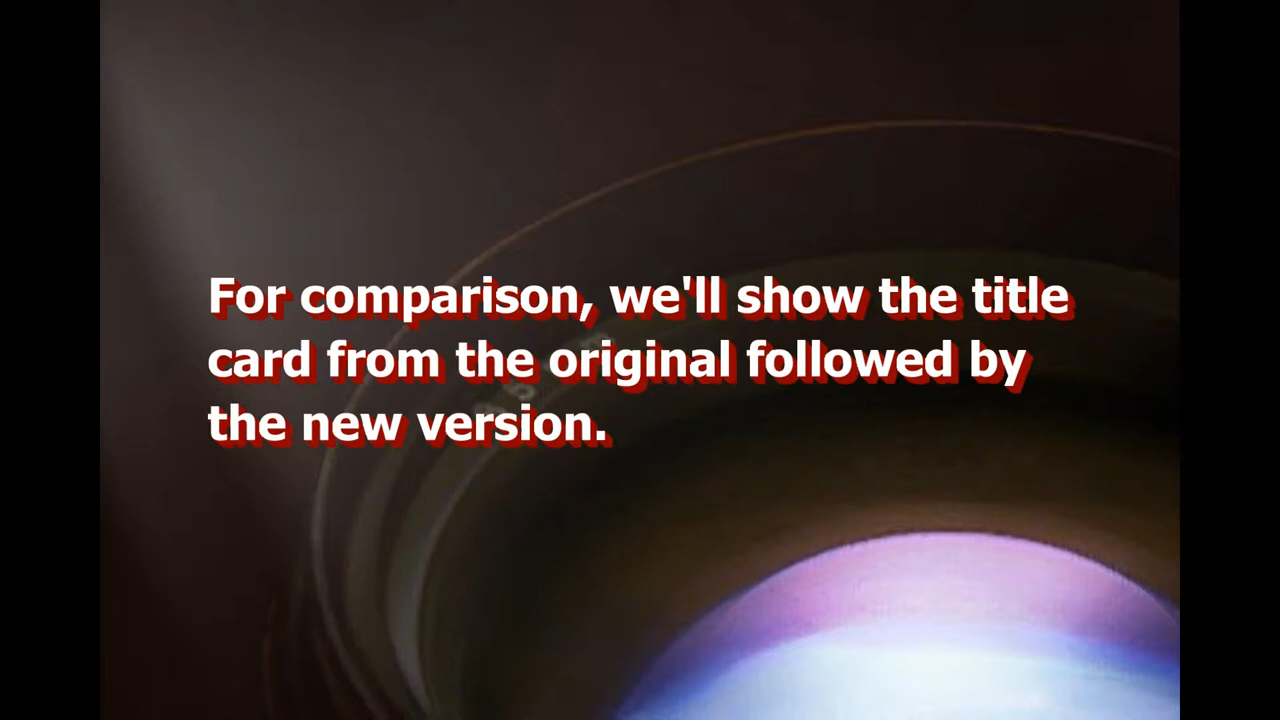 For comparison, we'll show the title
card from the original followed by
the new version.